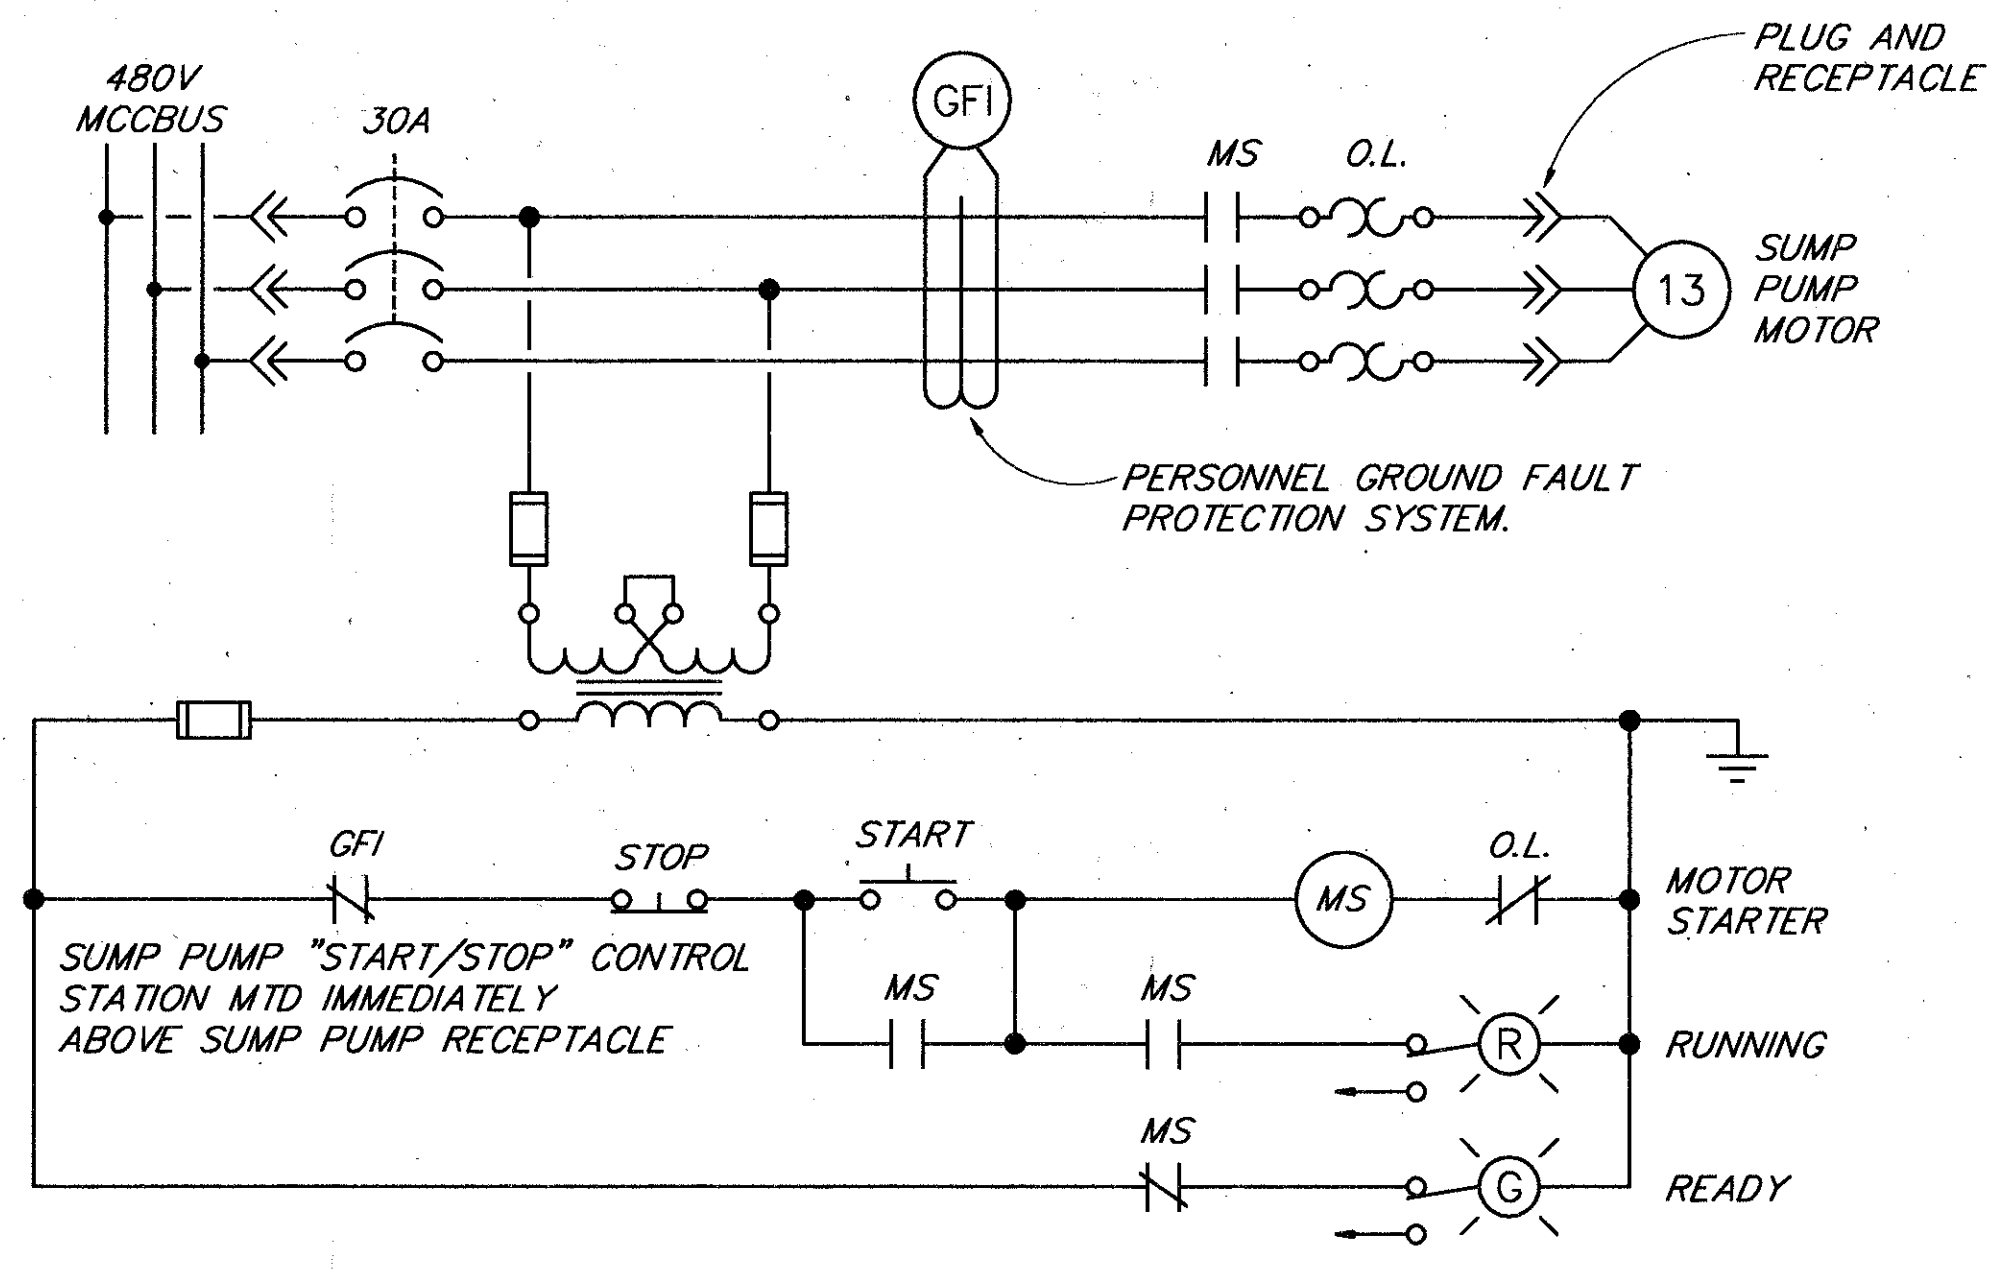 PLUG AND
RECEPTACLE
480V
MCCBUS
30A
GFI
MS
O.L.
13
SUMP
PUMP
MOTOR
PERSONNEL GROUND FAULT
PROTECTION SYSTEM.
GFI
STOP
START
MS
O.L.
MOTOR
STARTER
SUMP PUMP "START/STOP" CONTROL
STATION MTD IMMEDIATELY
ABOVE SUMP PUMP RECEPTACLE
MS
MS
R
RUNNING
MS
G
READY